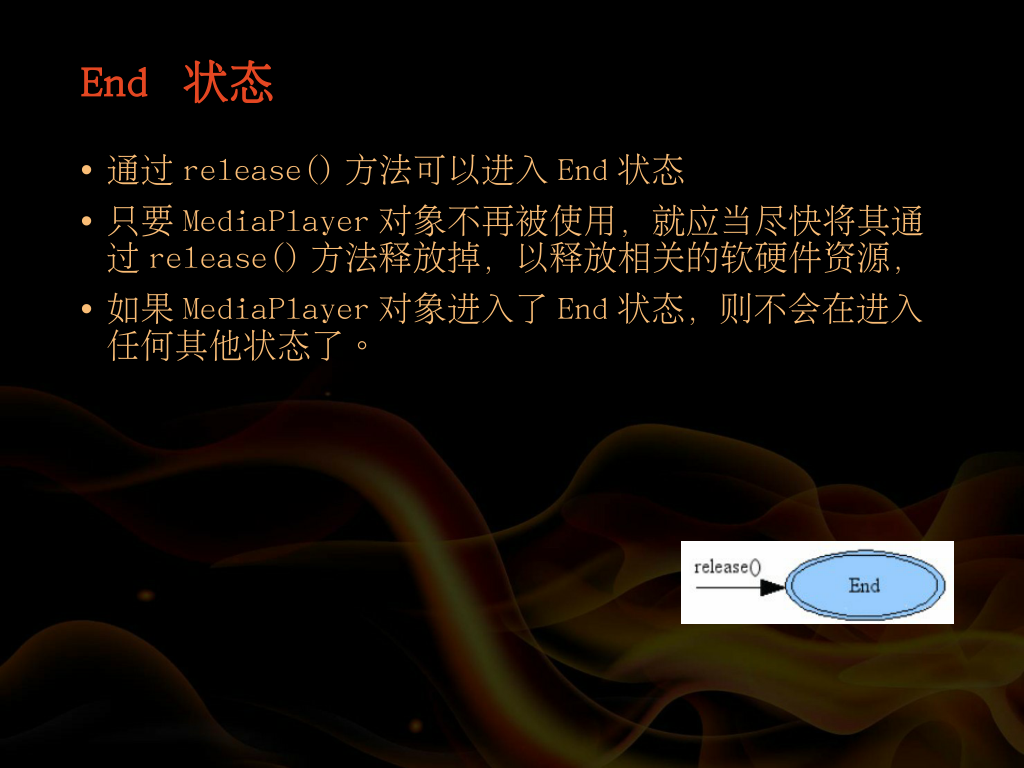 End 状态
• 通过 release() 方法可以进入 End 状态
• 只要 MediaPlayer 对象不再被使用，就应当尽快将其通
过 release() 方法释放掉，以释放相关的软硬件资源，
• 如果 MediaPlayer 对象进入了 End 状态，则不会在进入
任何其他状态了。
release()
End